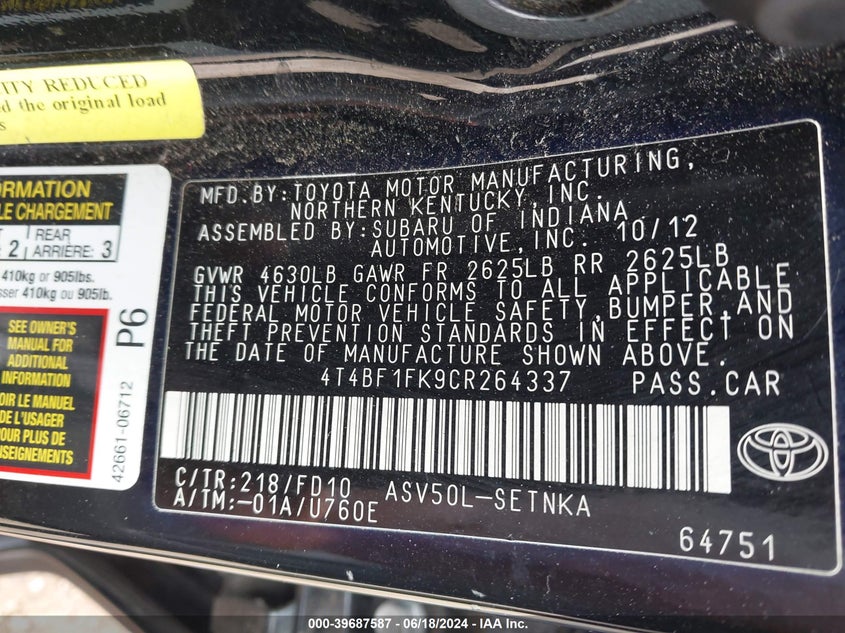 ITY REDUCED
d the original load
s
ORMATION
LE CHARGEMENT
2 REAR
ARRIÈRE: 3
410kg or 905lbs.
sser 410kg ou 905lb.
SEE OWNER'S
MANUAL FOR
ADDITIONAL
INFORMATION
OIR LE MANUEL
DE L'USAGER
POUR PLUS DE
NSEIGNEMENTS
P6
42661-06712
MFD.BY:TOYOTA MOTOR MANUFACTURING,
NORTHERN KENTUCKY,INC.
ASSEMBLED BY:SUBARU OF INDIANA
AUTOMOTIVE,INC. 10/12
GVWR 4630LB GAWR FR 2625LB RR 2625LB
THIS VEHICLE CONFORMS TO ALL APPLICABLE
FEDERAL MOTOR VEHICLE SAFETY,BUMPER,AND
THEFT PREVENTION STANDARDS IN EFFECT ON
THE DATE OF MANUFACTURE SHOWN ABOVE.
4T4BF1FK9CR264337 PASS.CAR
C/TR:218/FD10 ASV50L-SETNKA
A/TM:-01A/U760E
64751
000-39687587 - 06/18/2024 - IAA Inc.